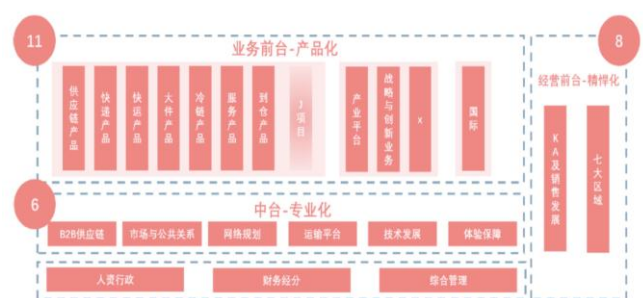 11
业务前台-产品化
供应链产品
快递产品
快运产品
大件产品
冷链产品
服务产品
到仓产品
J项目
产业平台
战略与创新业务
X
国际
8
经营前台-精悍化
KA及销售发展
七大区域
6
中台-专业化
B2B供应链
市场与公共关系
网络规划
运输平台
技术发展
体验保障
人资行政
财务经分
综合管理